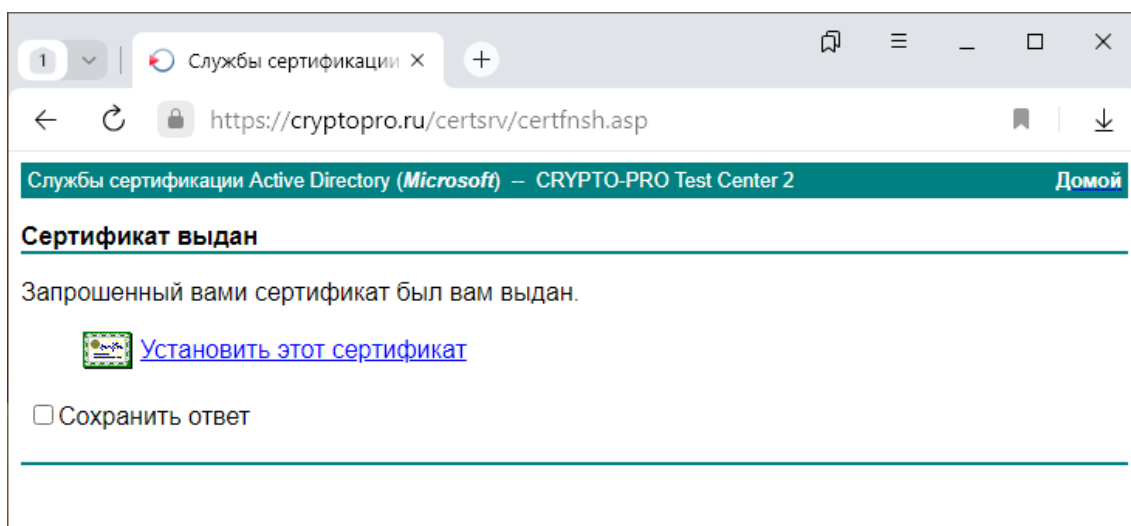 1
Службы сертификации
https://cryptopro.ru/certsrv/certfnsh.asp
Службы сертификации Active Directory (Microsoft) -- CRYPTO-PRO Test Center 2 Домой
Сертификат выдан
Запрошенный вами сертификат был вам выдан.
Установить этот сертификат
Сохранить ответ